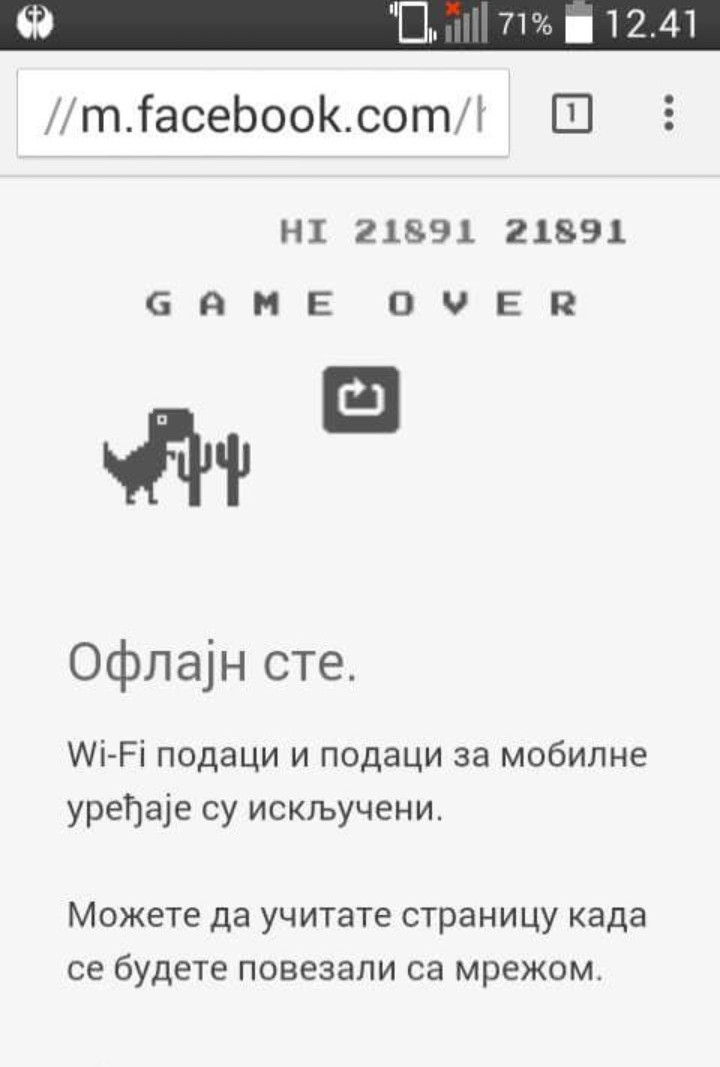 71% 12.41
//m.facebook.com/
1
HI 21891 21891
GAME OVER
Офлајн сте.
Wi-Fi подаци и подаци за мобилне
уређаје су искључени.
Можете да учитате страницу када
се будете повезали са мрежом.